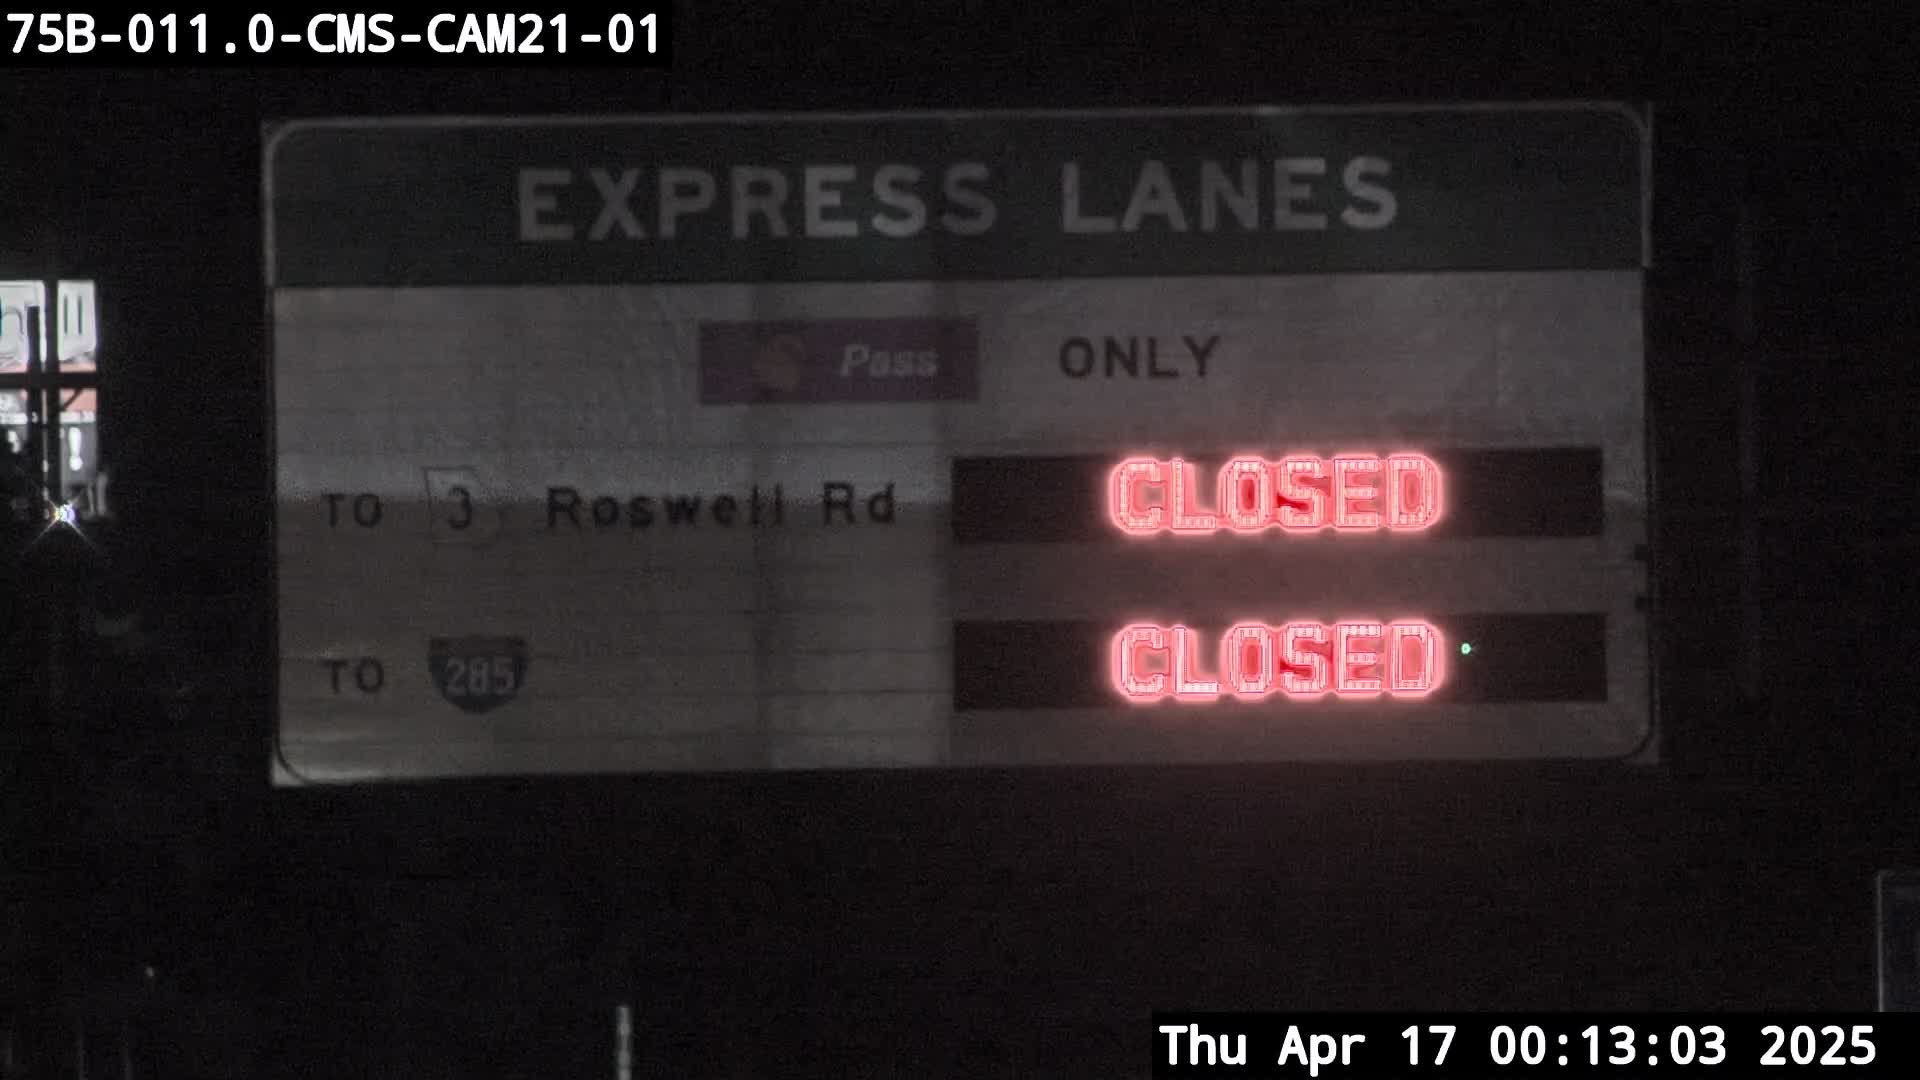 75B-011.0-CMS-CAM21-01
EXPRESS LANES
Pass ONLY
TO 3 Roswell Rd CLOSED
TO 285 CLOSED
Thu Apr 17 00:13:03 2025